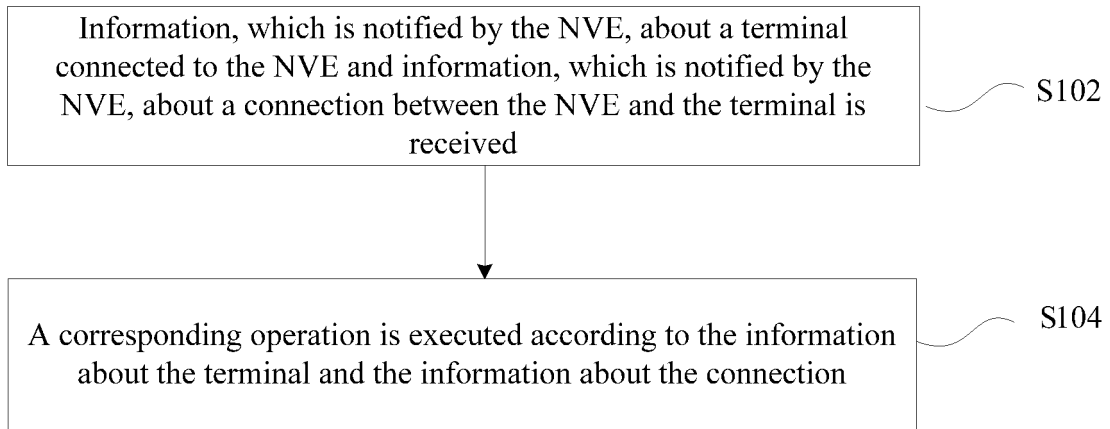 Information, which is notified by the NVE, about a terminal
connected to the NVE and information, which is notified by the
NVE, about a connection between the NVE and the terminal is
received
S102
A corresponding operation is executed according to the information
about the terminal and the information about the connection
S104